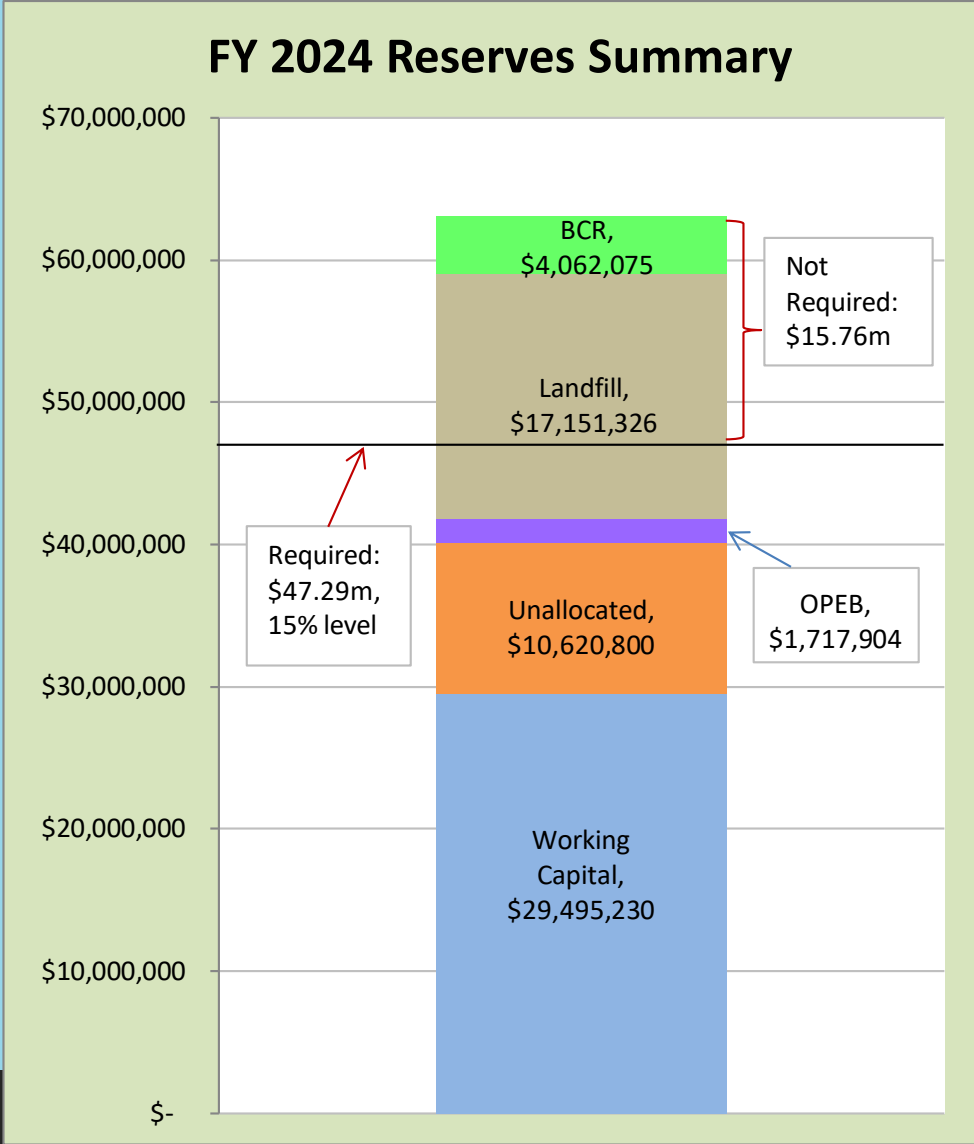 FY 2024 Reserves Summary
$70,000,000
$60,000,000
$50,000,000
$40,000,000
$30,000,000
$20,000,000
$10,000,000
$-
BCR,
$4,062,075
Landfill,
$17,151,326
Unallocated,
$10,620,800
Working
Capital,
$29,495,230
Not
Required:
$15.76m
Required:
$47.29m,
15% level
OPEB,
$1,717,904